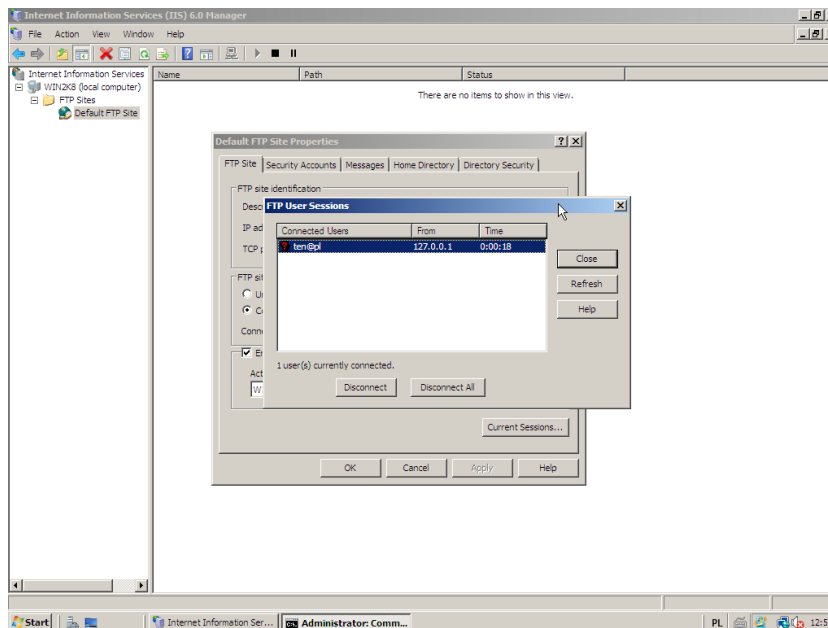 Internet Information Services (IIS) 6.0 Manager
File Action View Window Help
Internet Information Services
WIN2K8 (local computer)
FTP Sites
Default FTP Site
Name Path Status
There are no items to show in this view.
Default FTP Site Properties
FTP Site Security Accounts Messages Home Directory Directory Security
FTP site identification
Desc
IP ad
TCP p
FTP sit
U
C
Conn
En
Act
W
FTP User Sessions
Connected Users From Time
ten@pl 127.0.0.1 0:00:18
Close
Refresh
Help
1 user(s) currently connected.
Disconnect Disconnect All
Current Sessions...
OK Cancel Apply Help
Start Internet Information Ser... Administrator: Comm... PL 12:5